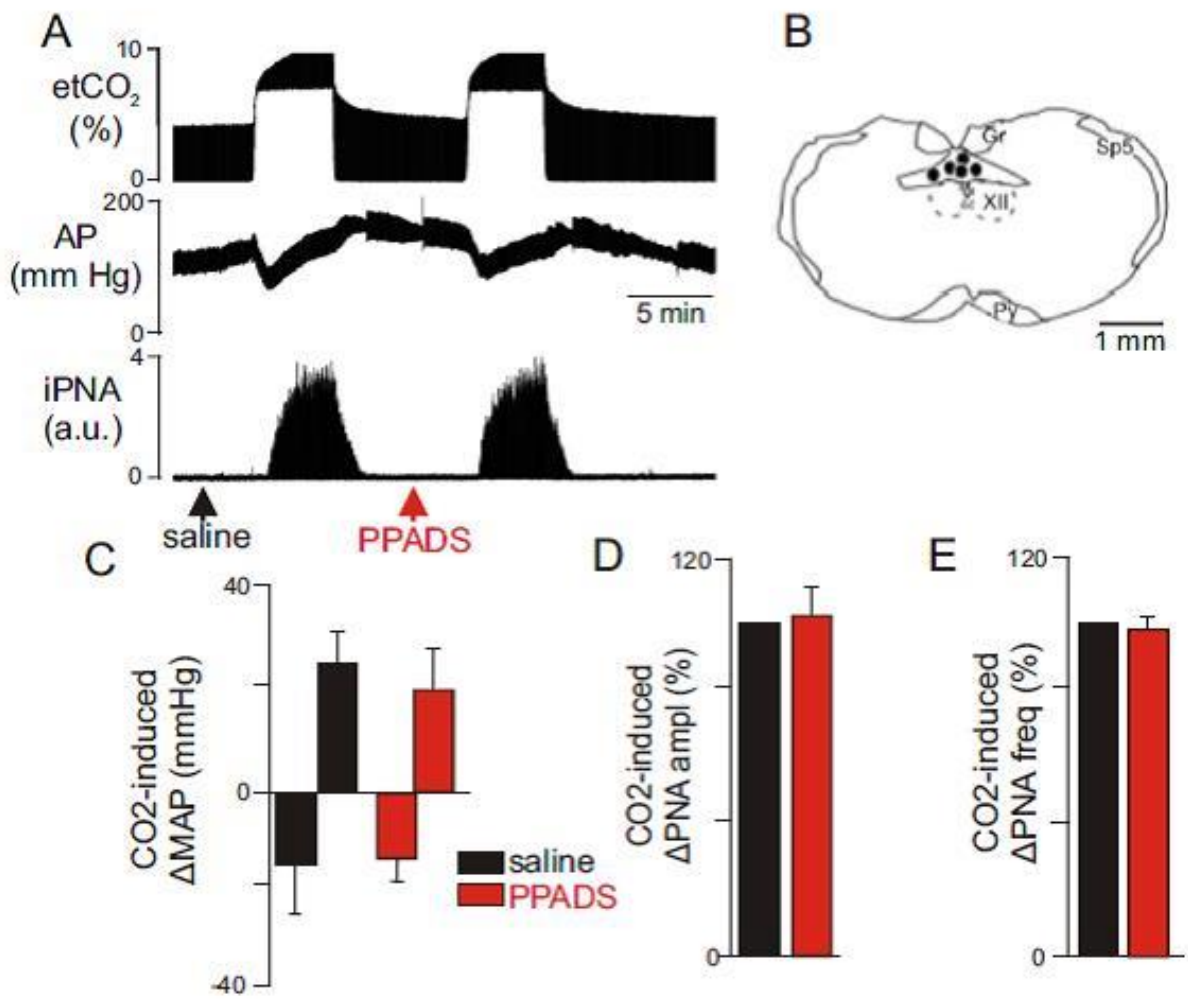 A
10
etCO2
(%)
0
200
AP
(mm Hg)
0
5 min
4
iPNA
(a.u.)
0
saline
PPADS
B
Gr
Sp5
XII
cc
Py
1 mm
C
40
CO2-induced
ΔMAP (mmHg)
0
-40
saline
PPADS
D
120
CO2-induced
ΔPNA ampl (%)
0
E
120
CO2-induced
ΔPNA freq (%)
0